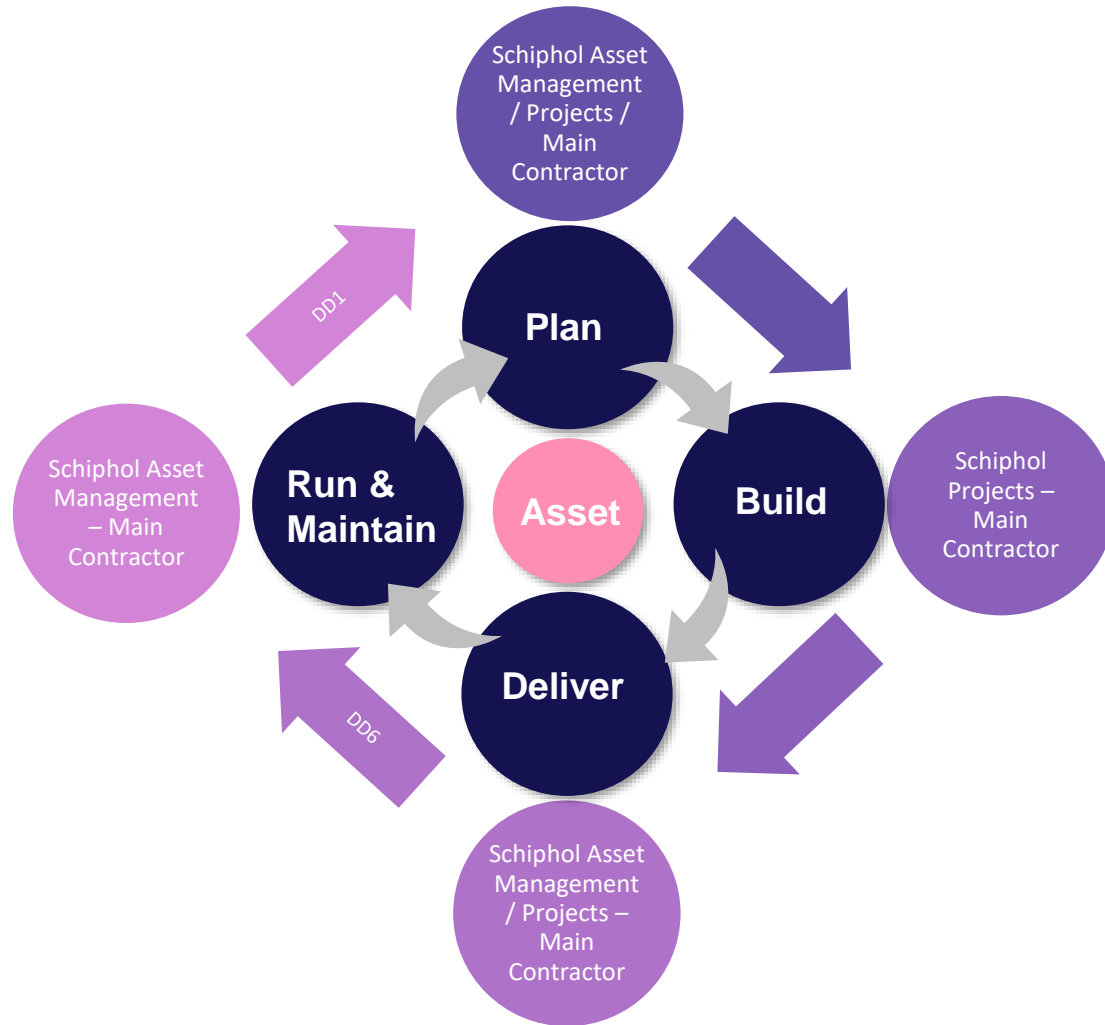 Schiphol Asset
Management
/ Projects /
Main
Contractor
Plan
DD1
Schiphol Asset
Management
– Main
Contractor
Run &
Maintain
Asset
Build
Schiphol
Projects –
Main
Contractor
Deliver
DD6
Schiphol Asset
Management
/ Projects –
Main
Contractor